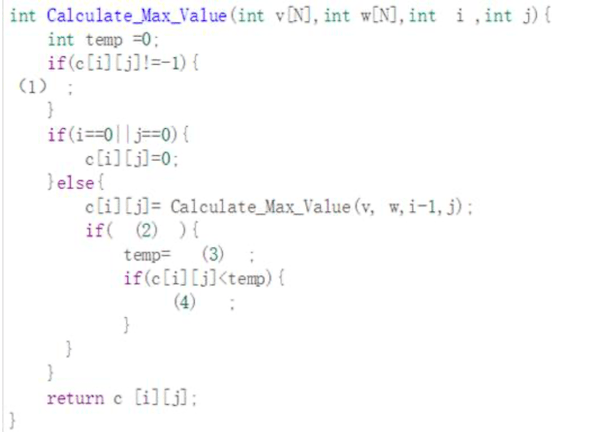 int Calculate_Max_Value(int v[N],int w[N],int i ,int j){
int temp =0;
if(c[i][j]!=-1){
(1) ;
}
if(i==0||j==0){
c[i][j]=0;
}else{
c[i][j]= Calculate_Max_Value(v, w,i-1,j);
if( (2) ){
temp= (3) ;
if(c[i][j]<temp){
(4) ;
}
}
}
return c [i][j];
}